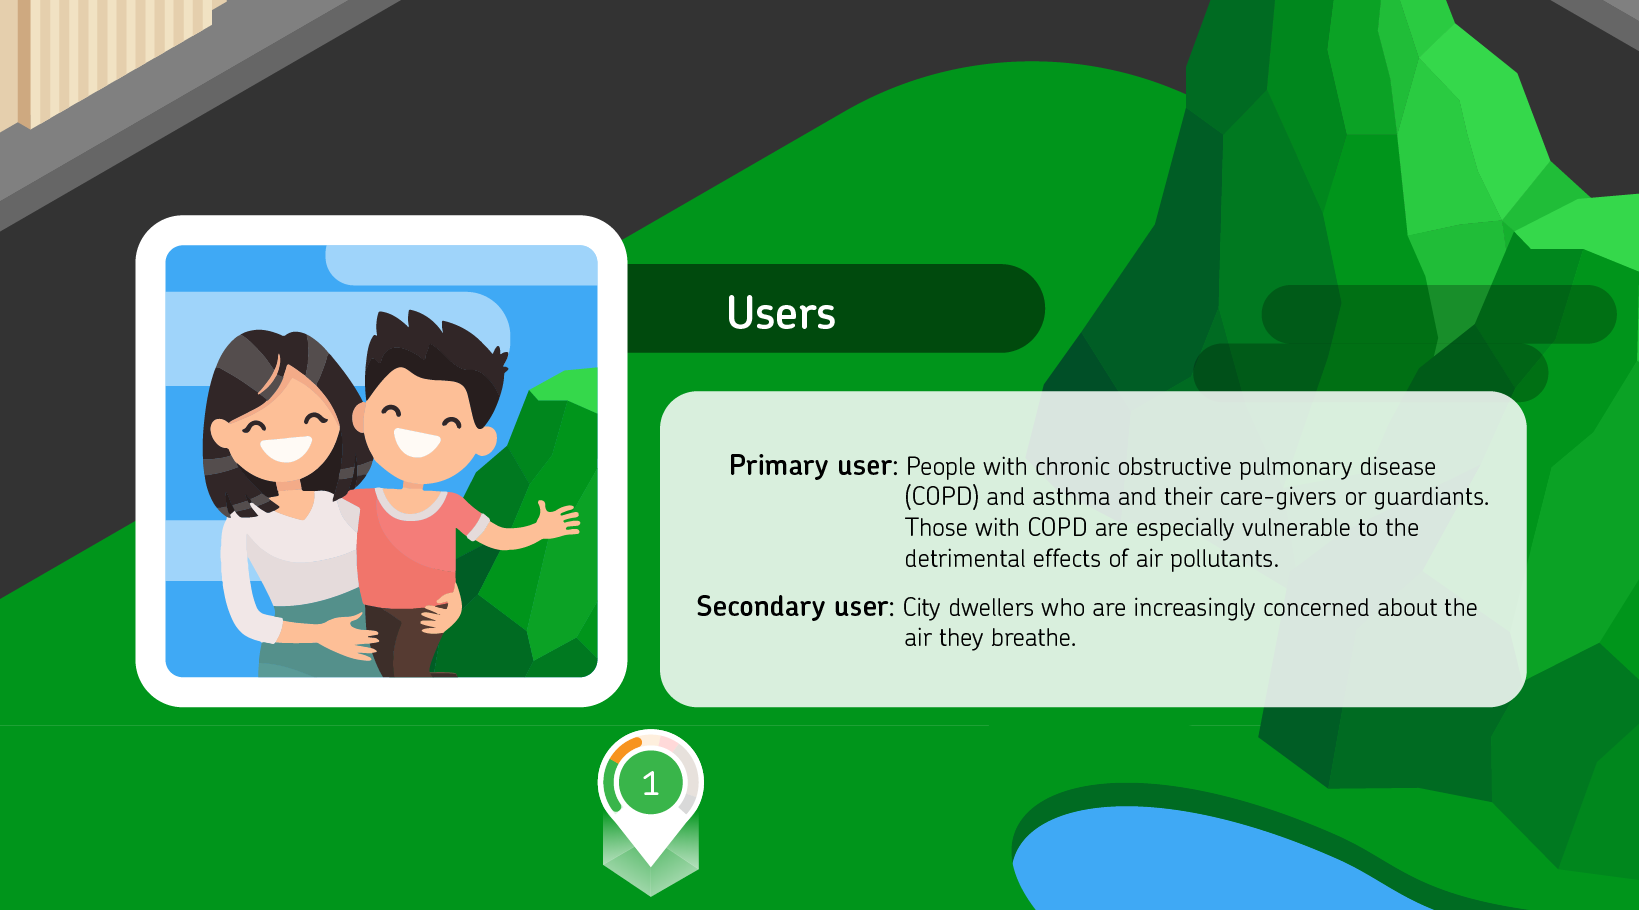 Users
Primary user: People with chronic obstructive pulmonary disease
(COPD) and asthma and their care-givers or guardiants.
Those with COPD are especially vulnerable to the
detrimental effects of air pollutants.
Secondary user: City dwellers who are increasingly concerned about the
air they breathe.
1